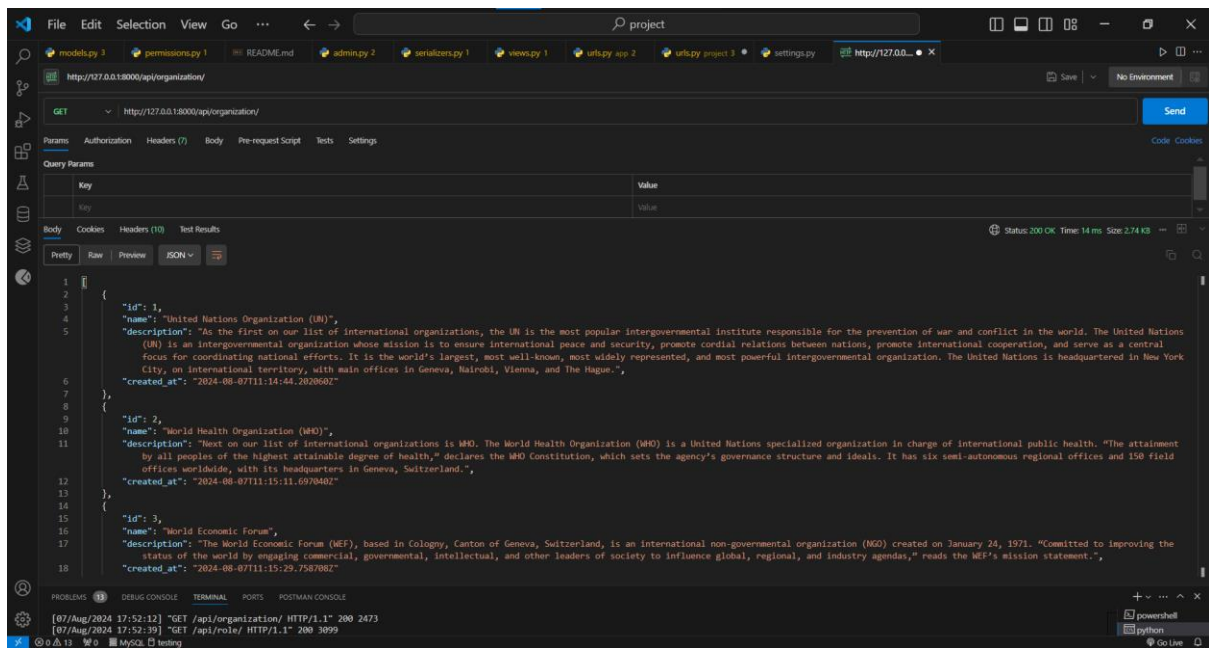 File Edit Selection View Go ··· project
models.py 3 permissions.py 1 README.md admin.py 2 serializers.py 1 views.py 1 urls.py app 2 urls.py project 3 settings.py http://127.0.0...
http://127.0.0.1:8000/api/organization/ Save No Environment
GET http://127.0.0.1:8000/api/organization/ Send
Params Authorization Headers (7) Body Pre-request Script Tests Settings Code Cookies
Query Params
Key Value
Key Value
Body Cookies Headers (10) Test Results Status: 200 OK Time: 14 ms Size: 2.74 KB
Pretty Raw Preview JSON
1 [
2 {
3 "id": 1,
4 "name": "United Nations Organization (UN)",
5 "description": "As the first on our list of international organizations, the UN is the most popular intergovernmental institute responsible for the prevention of war and conflict in the world. The United Nations
(UN) is an intergovernmental organization whose mission is to ensure international peace and security, promote cordial relations between nations, promote international cooperation, and serve as a central
focus for coordinating national efforts. It is the world's largest, most well-known, most widely represented, and most powerful intergovernmental organization. The United Nations is headquartered in New York
City, on international territory, with main offices in Geneva, Nairobi, Vienna, and The Hague.",
6 "created_at": "2024-08-07T11:14:44.202060Z"
7 },
8 {
9 "id": 2,
10 "name": "World Health Organization (WHO)",
11 "description": "Next on our list of international organizations is WHO. The World Health Organization (WHO) is a United Nations specialized organization in charge of international public health. “The attainment
by all peoples of the highest attainable degree of health,” declares the WHO Constitution, which sets the agency's governance structure and ideals. It has six semi-autonomous regional offices and 150 field
offices worldwide, with its headquarters in Geneva, Switzerland.",
12 "created_at": "2024-08-07T11:15:11.697040Z"
13 },
14 {
15 "id": 3,
16 "name": "World Economic Forum",
17 "description": "The World Economic Forum (WEF), based in Cologny, Canton of Geneva, Switzerland, is an international non-governmental organization (NGO) created on January 24, 1971. “Committed to improving the
status of the world by engaging commercial, governmental, intellectual, and other leaders of society to influence global, regional, and industry agendas,” reads the WEF's mission statement.",
18 "created_at": "2024-08-07T11:15:29.758708Z"
PROBLEMS 13 DEBUG CONSOLE TERMINAL PORTS POSTMAN CONSOLE
[07/Aug/2024 17:52:12] "GET /api/organization/ HTTP/1.1" 200 2473
[07/Aug/2024 17:52:39] "GET /api/role/ HTTP/1.1" 200 3099
powershell
python
0 13 0 MySQL testing Go Live